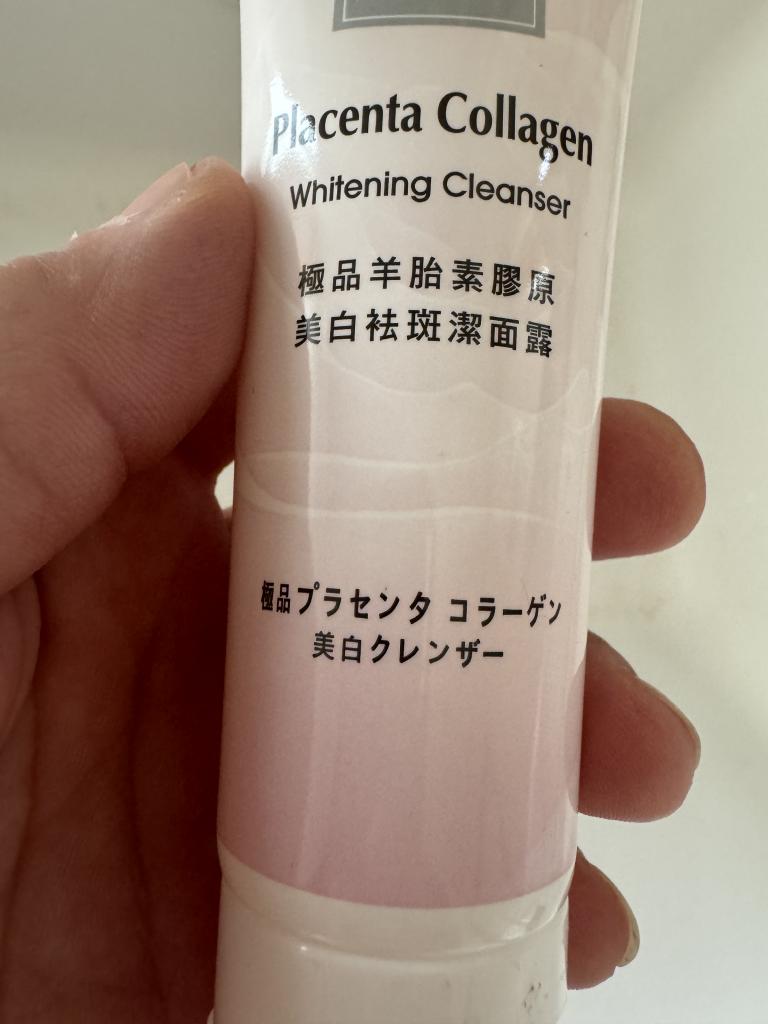 Placenta Collagen
Whitening Cleanser
極品羊胎素膠原
美白袪斑潔面露
極品プラセンタ コラーゲン
美白クレンザー